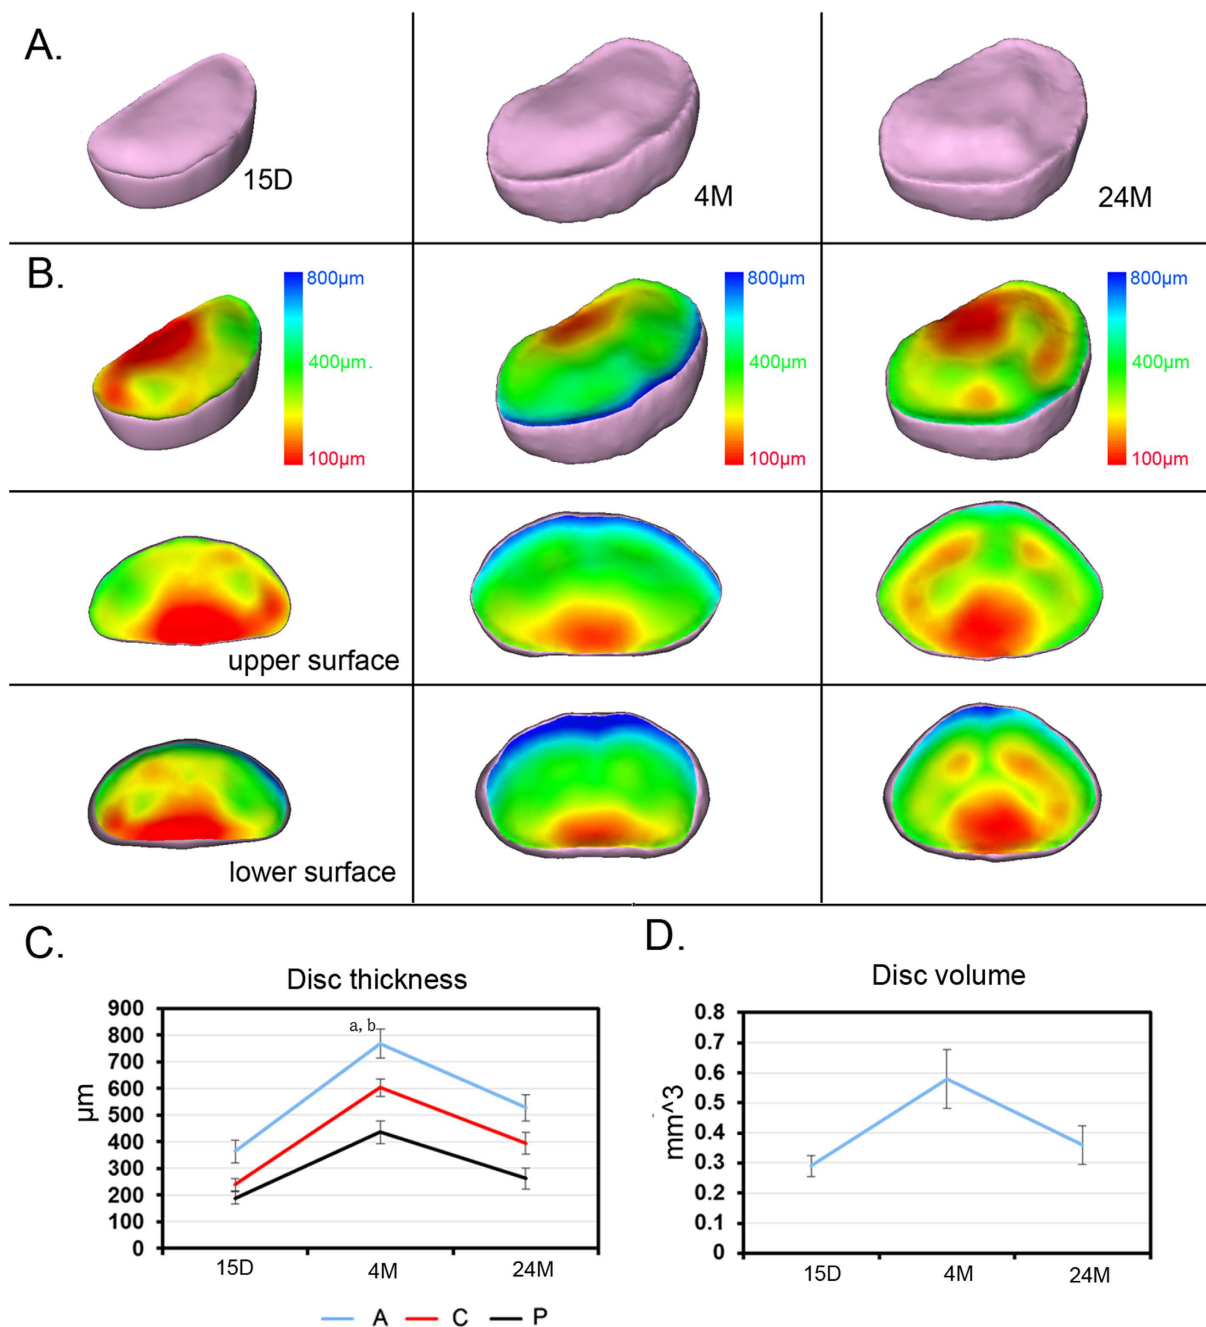 A.
15D
4M
24M
B.
800µm
400µm.
100µm
800µm
400µm
100µm
800µm
400µm
100µm
upper surface
lower surface
C.
Disc thickness
900
800
700
600
500
400
300
200
100
0
µm
a, b
15D
4M
24M
A
C
P
D.
Disc volume
0.8
0.7
0.6
0.5
0.4
0.3
0.2
0.1
0
mm^3
15D
4M
24M